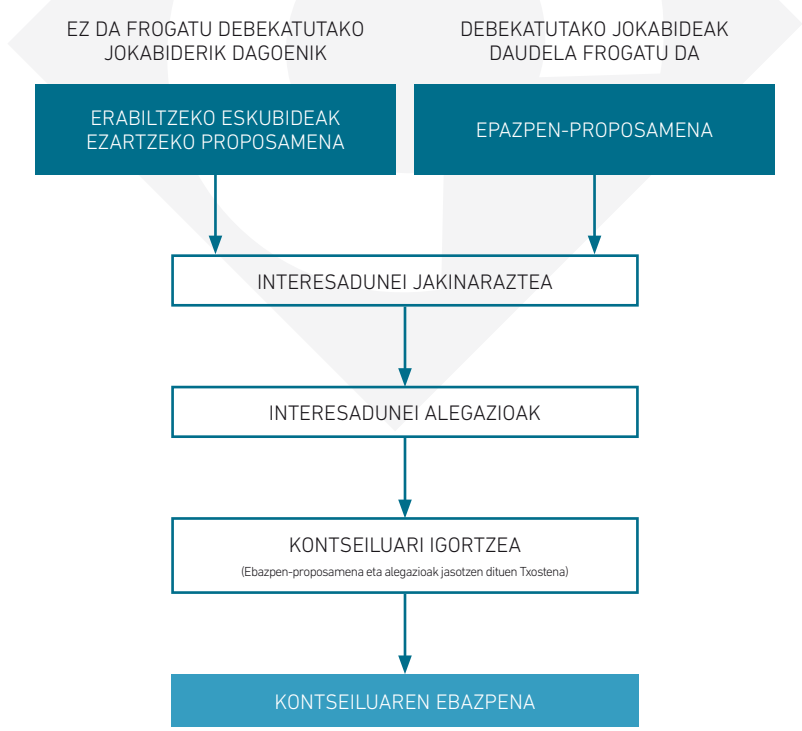 EZ DA FROGATU DEBEKATUTAKO
JOKABIDERIK DAGOENIK
DEBEKATUTAKO JOKABIDEAK
DAUDELA FROGATU DA
ERABILTZEKO ESKUBIDEAK
EZARTZEKO PROPOSAMENA
EPAZPEN-PROPOSAMENA
INTERESADUNEI JAKINARAZTEA
INTERESADUNEI ALEGAZIOAK
KONTSEILUARI IGORTZEA
(Ebazpen-proposamena eta alegazioak jasotzen dituen Txostena)
KONTSEILUAREN EBAZPENA